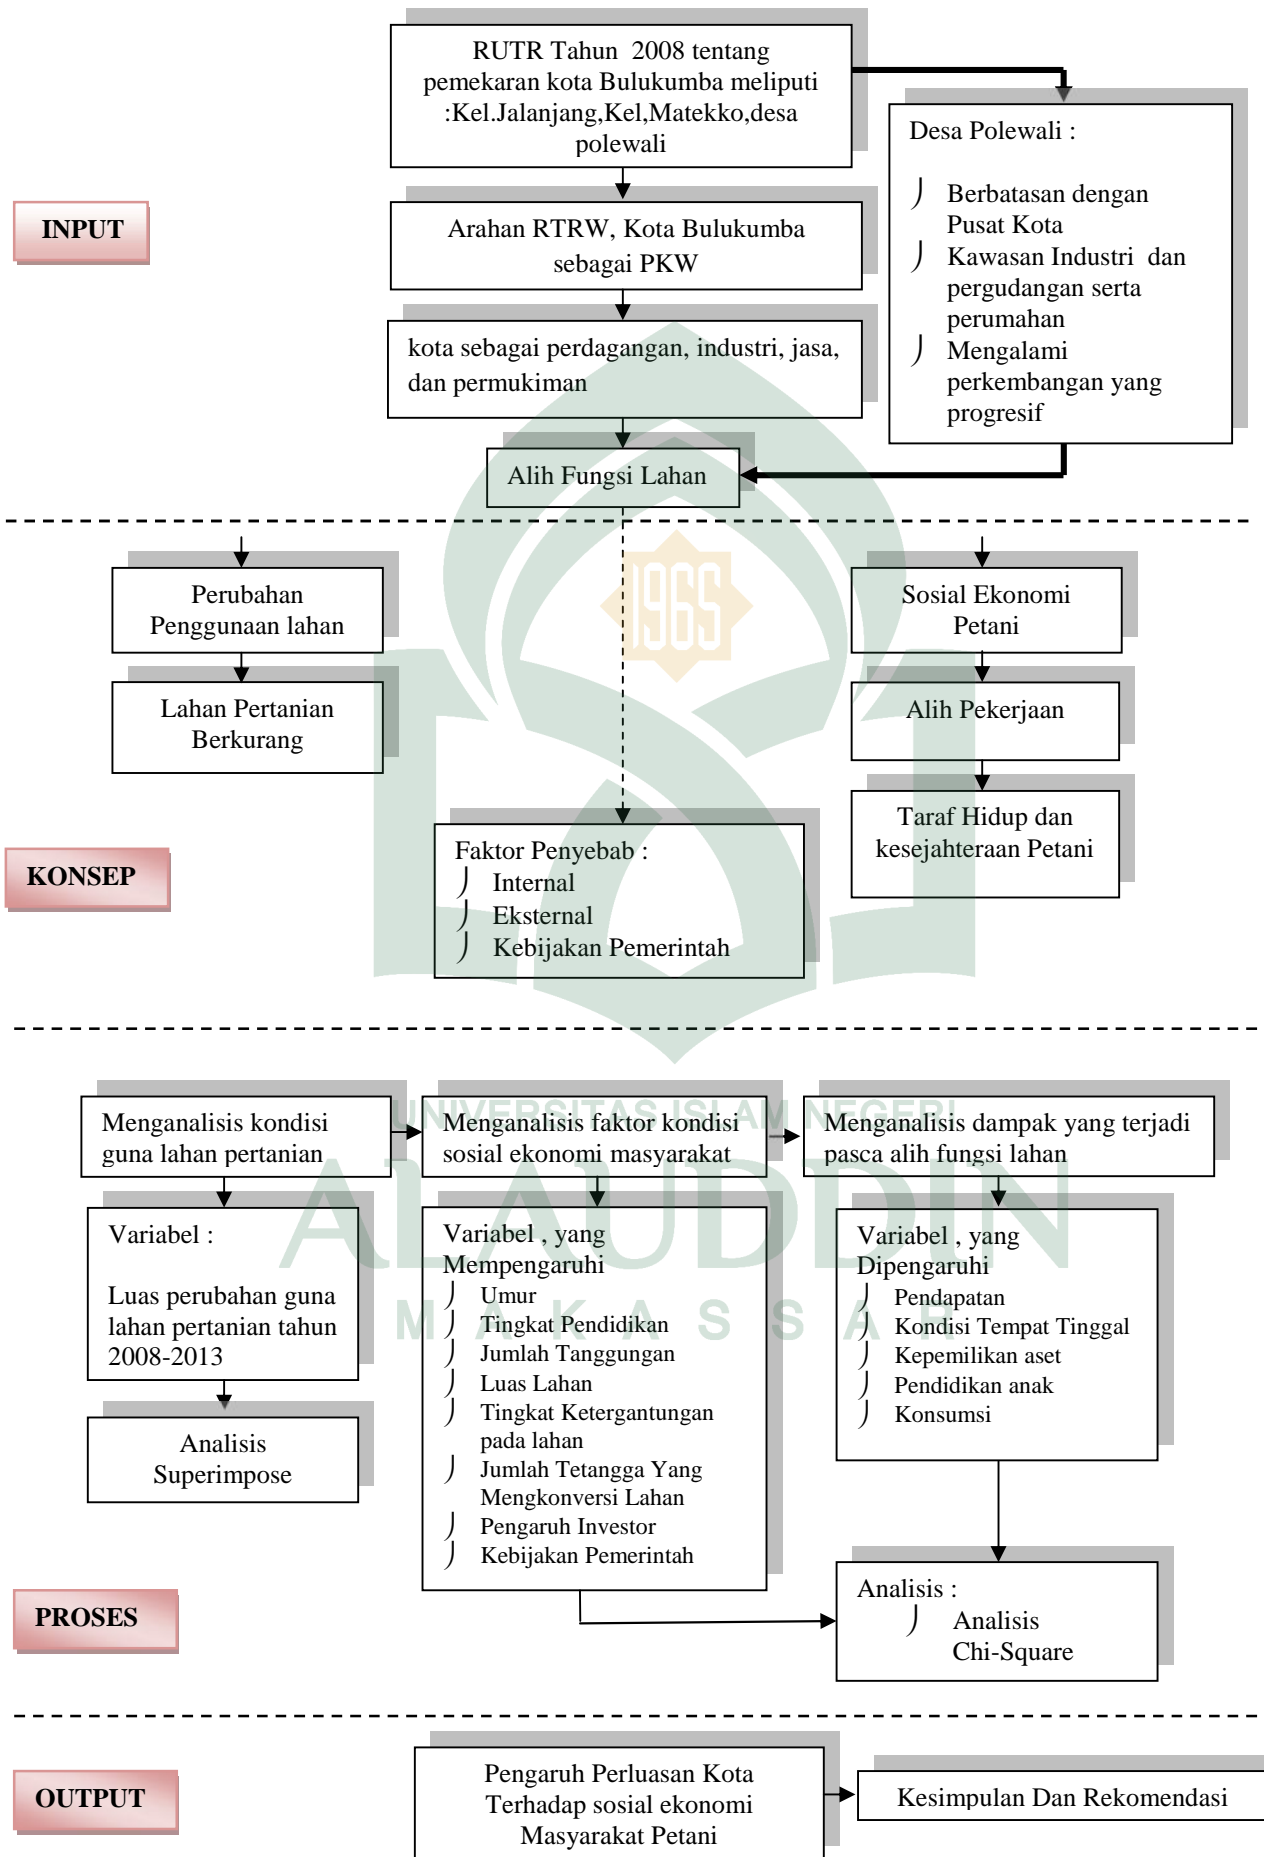 RUTR Tahun  2008 tentang
pemekaran kota Bulukumba meliputi
:Kel.Jalanjang,Kel,Matekko,desa
polewali
Desa Polewali :
Berbatasan dengan
Pusat Kota
Kawasan Industri  dan
pergudangan serta
perumahan
Mengalami
perkembangan yang
progresif
INPUT
Arahan RTRW, Kota Bulukumba
sebagai PKW
kota sebagai perdagangan, industri, jasa,
dan permukiman
Alih Fungsi Lahan
1965
Perubahan
Penggunaan lahan
Lahan Pertanian
Berkurang
Sosial Ekonomi
Petani
Alih Pekerjaan
Taraf Hidup dan
kesejahteraan Petani
KONSEP
Faktor Penyebab :
Internal
Eksternal
Kebijakan Pemerintah
UNIVERSITAS ISLAM NEGERI
ALAUDDIN
MAKASSAR
Menganalisis kondisi
guna lahan pertanian
Menganalisis faktor kondisi
sosial ekonomi masyarakat
Menganalisis dampak yang terjadi
pasca alih fungsi lahan
Variabel :
Luas perubahan guna
lahan pertanian tahun
2008-2013
Analisis
Superimpose
Variabel , yang
Mempengaruhi
Umur
Tingkat Pendidikan
Jumlah Tanggungan
Luas Lahan
Tingkat Ketergantungan
pada lahan
Jumlah Tetangga Yang
Mengkonversi Lahan
Pengaruh Investor
Kebijakan Pemerintah
Variabel , yang
Dipengaruhi
Pendapatan
Kondisi Tempat Tinggal
Kepemilikan aset
Pendidikan anak
Konsumsi
PROSES
Analisis :
Analisis
Chi-Square
OUTPUT
Pengaruh Perluasan Kota
Terhadap sosial ekonomi
Masyarakat Petani
Kesimpulan Dan Rekomendasi